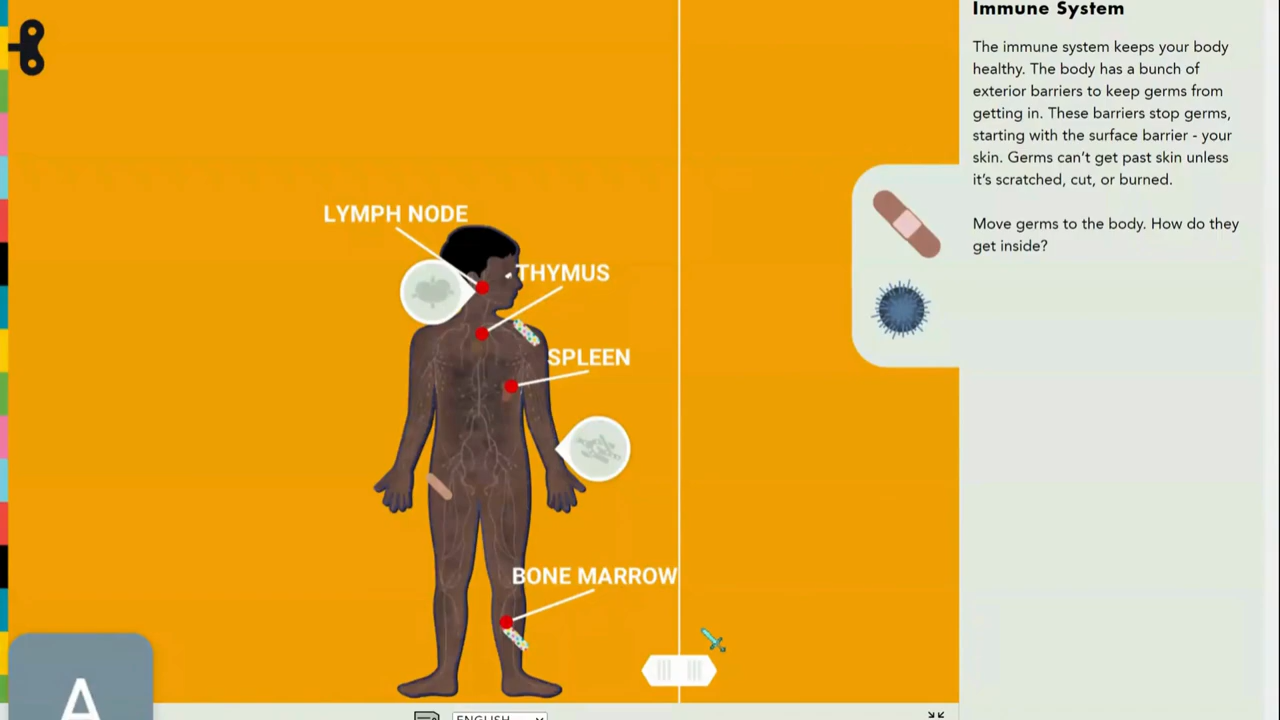 Immune System
The immune system keeps your body
healthy. The body has a bunch of
exterior barriers to keep germs from
getting in. These barriers stop germs,
starting with the surface barrier - your
skin. Germs can't get past skin unless
it's scratched, cut, or burned.
Move germs to the body. How do they
get inside?
LYMPH NODE
THYMUS
SPLEEN
BONE MARROW
A
ENGLISH